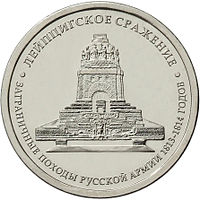 ЛЕЙПЦИГСКОЕ СРАЖЕНИЕ
ЗАГРАНИЧНЫЕ ПОХОДЫ РУССКОЙ АРМИИ 1813-1814 ГОДОВ